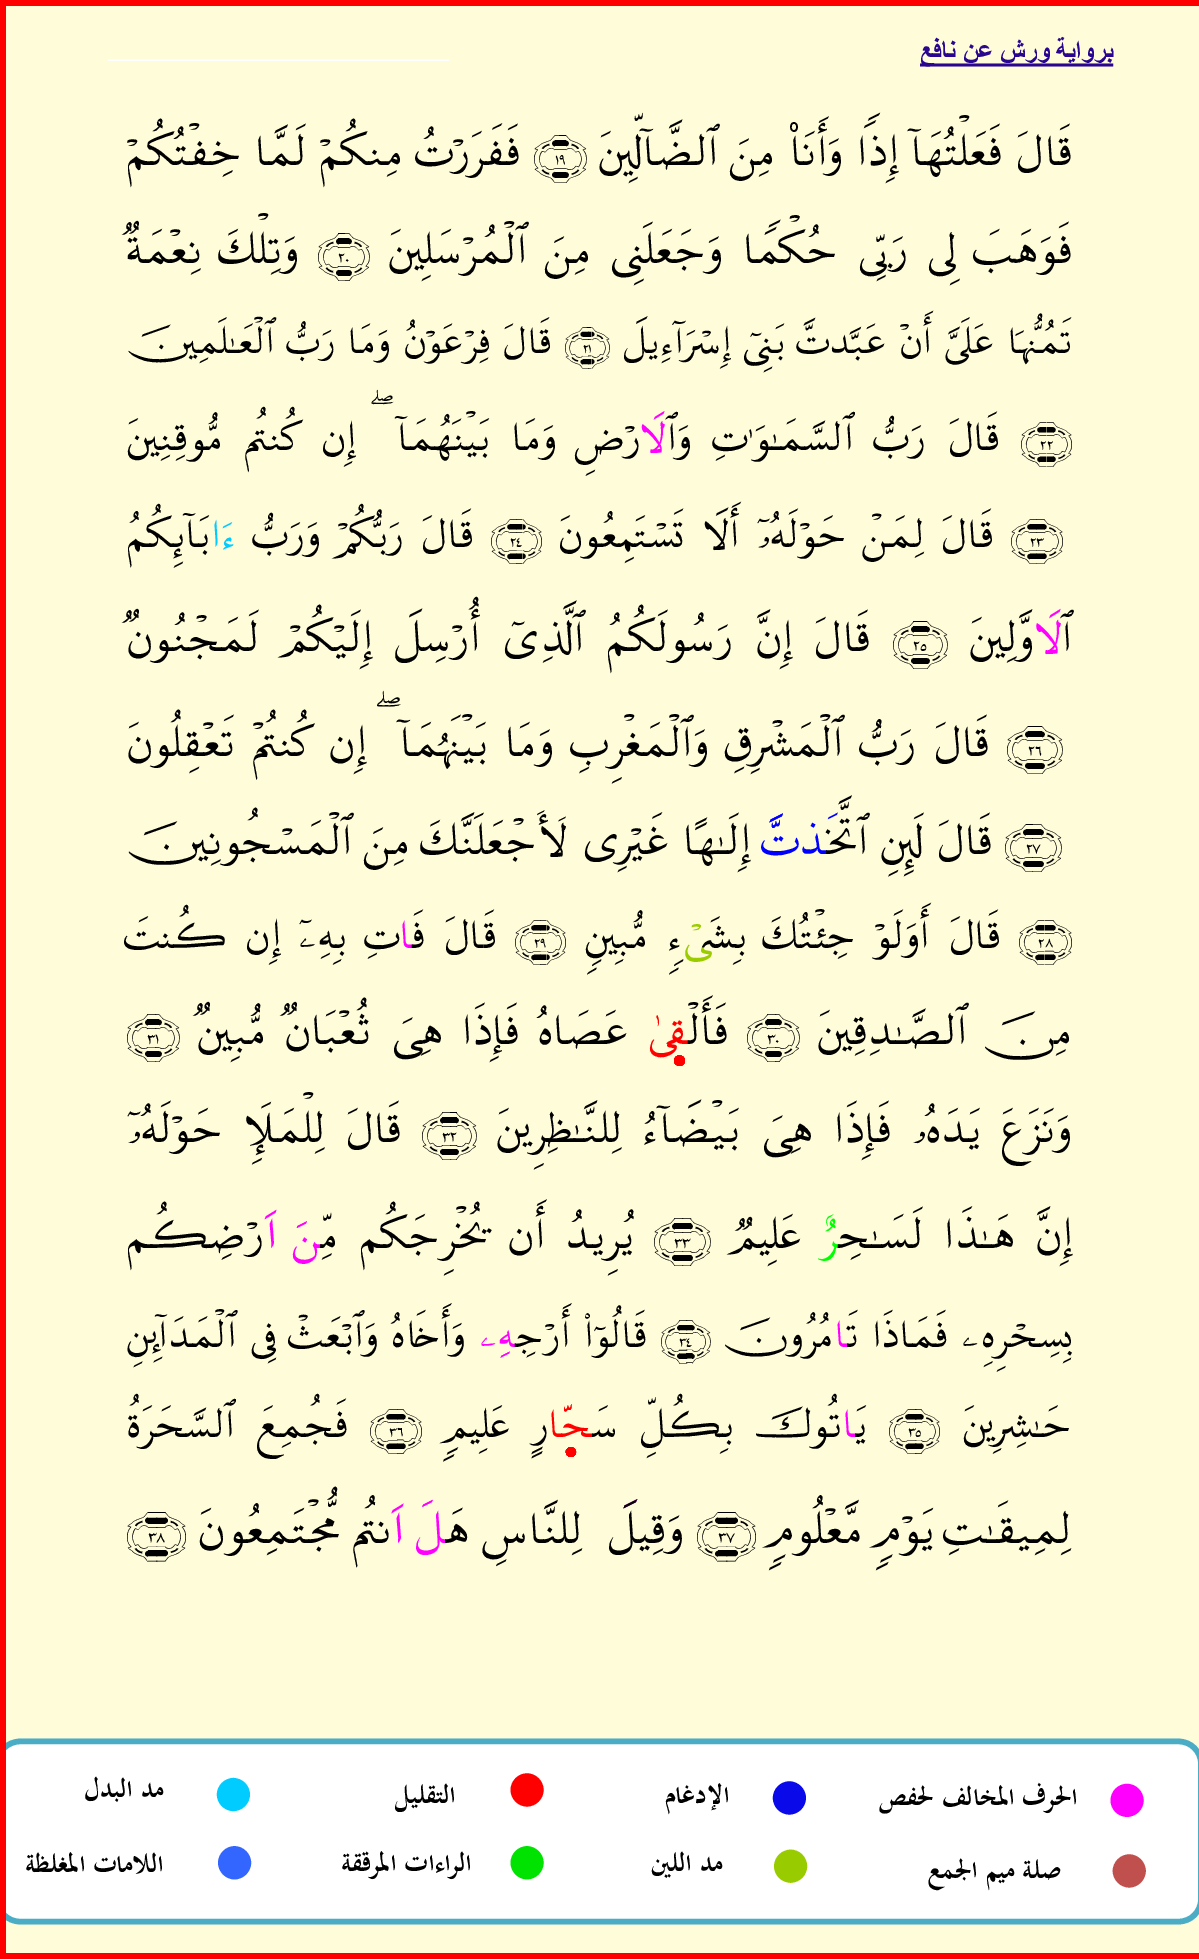 برواية ورش عن نافع
قَالَ فَعَلْتُهَآ إِذًا وَأَنَا۠ مِنَ ٱلضَّآلِّينَ ١٩ فَفَرَرْتُ مِنكُمْ لَمَّا خِفْتُكُمْ
فَوَهَبَ لِى رَبِّى حُكْمًا وَجَعَلَنِى مِنَ ٱلْمُرْسَلِينَ ٢٠ وَتِلْكَ نِعْمَةٌ
تَمُنُّهَا عَلَىَّ أَنْ عَبَّدتَّ بَنِىٓ إِسْرَآءِيلَ ٢١ قَالَ فِرْعَوْنُ وَمَا رَبُّ ٱلْعَـٰلَمِينَ
٢٢ قَالَ رَبُّ ٱلسَّمَـٰوَٰتِ وَٱلَارْضِ وَمَا بَيْنَهُمَآ ۖ إِن كُنتُم مُّوقِنِينَ
٢٣ قَالَ لِمَنْ حَوْلَهُۥٓ أَلَا تَسْتَمِعُونَ ٢٤ قَالَ رَبُّكُمْ وَرَبُّ ءَابَآئِكُمُ
ٱلَاوَّلِينَ ٢٥ قَالَ إِنَّ رَسُولَكُمُ ٱلَّذِىٓ أُرْسِلَ إِلَيْكُمْ لَمَجْنُونٌ
٢٦ قَالَ رَبُّ ٱلْمَشْرِقِ وَٱلْمَغْرِبِ وَمَا بَيْنَهُمَآ ۖ إِن كُنتُمْ تَعْقِلُونَ
٢٧ قَالَ لَئِنِ ٱتَّخَذتَّ إِلَـٰهًا غَيْرِى لَأَجْعَلَنَّكَ مِنَ ٱلْمَسْجُونِينَ
٢٨ قَالَ أَوَلَوْ جِئْتُكَ بِشَىْءٍ مُّبِينٍ ٢٩ قَالَ فَاتِ بِهِۦٓ إِن كُنتَ
مِنَ ٱلصَّـٰدِقِينَ ٣٠ فَأَلْقِىٰ عَصَاهُ فَإِذَا هِىَ ثُعْبَانٌ مُّبِينٌ ٣١
وَنَزَعَ يَدَهُۥ فَإِذَا هِىَ بَيْضَآءُ لِلنَّـٰظِرِينَ ٣٢ قَالَ لِلْمَلَإِ حَوْلَهُۥٓ
إِنَّ هَـٰذَا لَسَـٰحِرٌ عَلِيمٌ ٣٣ يُرِيدُ أَن يُخْرِجَكُم مِّنَ اَرْضِكُم
بِسِحْرِهِۦ فَمَاذَا تَامُرُونَ ٣٤ قَالُوٓا۟ أَرْجِهِۦ وَأَخَاهُ وَٱبْعَثْ فِى ٱلْمَدَآئِنِ
حَـٰشِرِينَ ٣٥ يَاتُوكَ بِكُلِّ سَحِّارٍ عَلِيمٍ ٣٦ فَجُمِعَ ٱلسَّحَرَةُ
لِمِيقَـٰتِ يَوْمٍ مَّعْلُومٍ ٣٧ وَقِيلَ لِلنَّاسِ هَلَ اَنتُم مُّجْتَمِعُونَ ٣٨
الحرف المخالف لحفص الإدغام التقليل مد البدل
صلة ميم الجمع مد اللين الراءات المرققة اللامات المغلظة